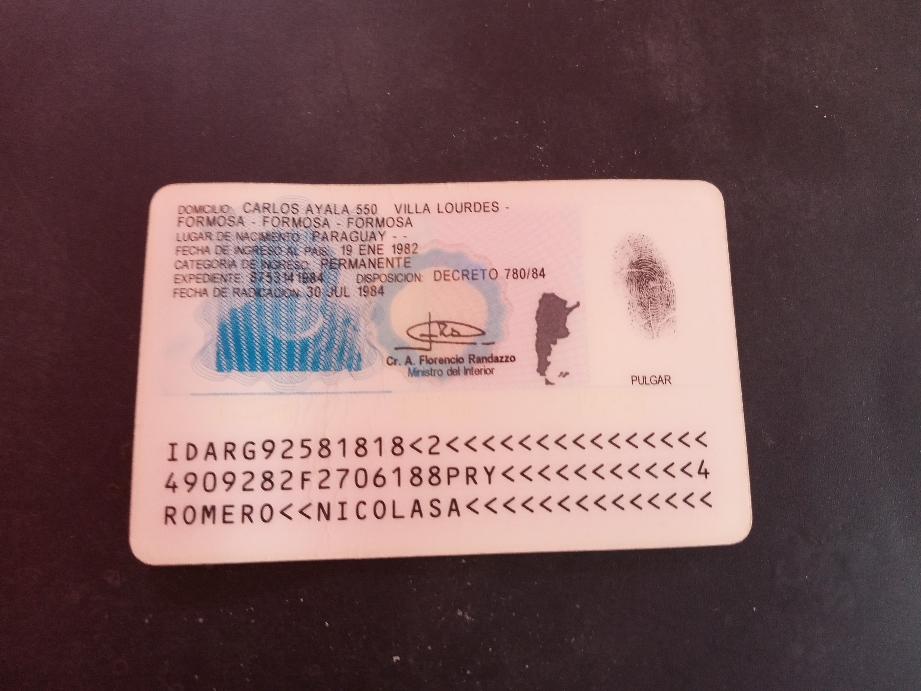 DOMICILIO: CARLOS AYALA 550 VILLA LOURDES -
FORMOSA - FORMOSA - FORMOSA
LUGAR DE NACIMIENTO: PARAGUAY - -
FECHA DE INGRESO AL PAIS: 19 ENE 1982
CATEGORIA DE INGRESO: PERMANENTE
EXPEDIENTE: DISPOSICION: DECRETO 780/84
FECHA DE RADICACION: 30 JUL 1984
Cr. A. Florencio Randazzo
Ministro del Interior
PULGAR
IDARG92581818<2<<<<<<<<<<<<<<<
4909282F2706188PRY<<<<<<<<<<<4
ROMERO<<NICOLASA<<<<<<<<<<<<<<